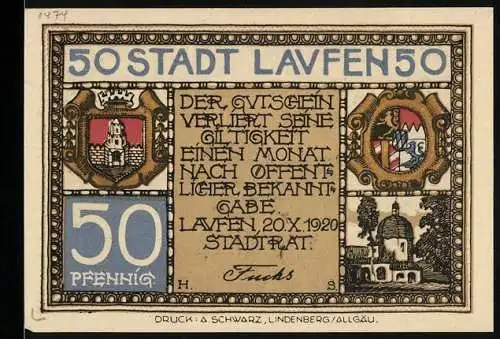 1474
50 STADT LAVFEN 50
DER GVTSCHEIN
VERLIERT SEINE
GILTIGKEIT
EINEN MONAT
NACH ÖFFENT-
LICHER BEKANNT-
GABE
LAVFEN, 20.X.1920
STADTRAT.
Fuchs
50
PFENNIG
H. S.
DRUCK: A SCHWARZ, LINDENBERG/ALLGÄU.